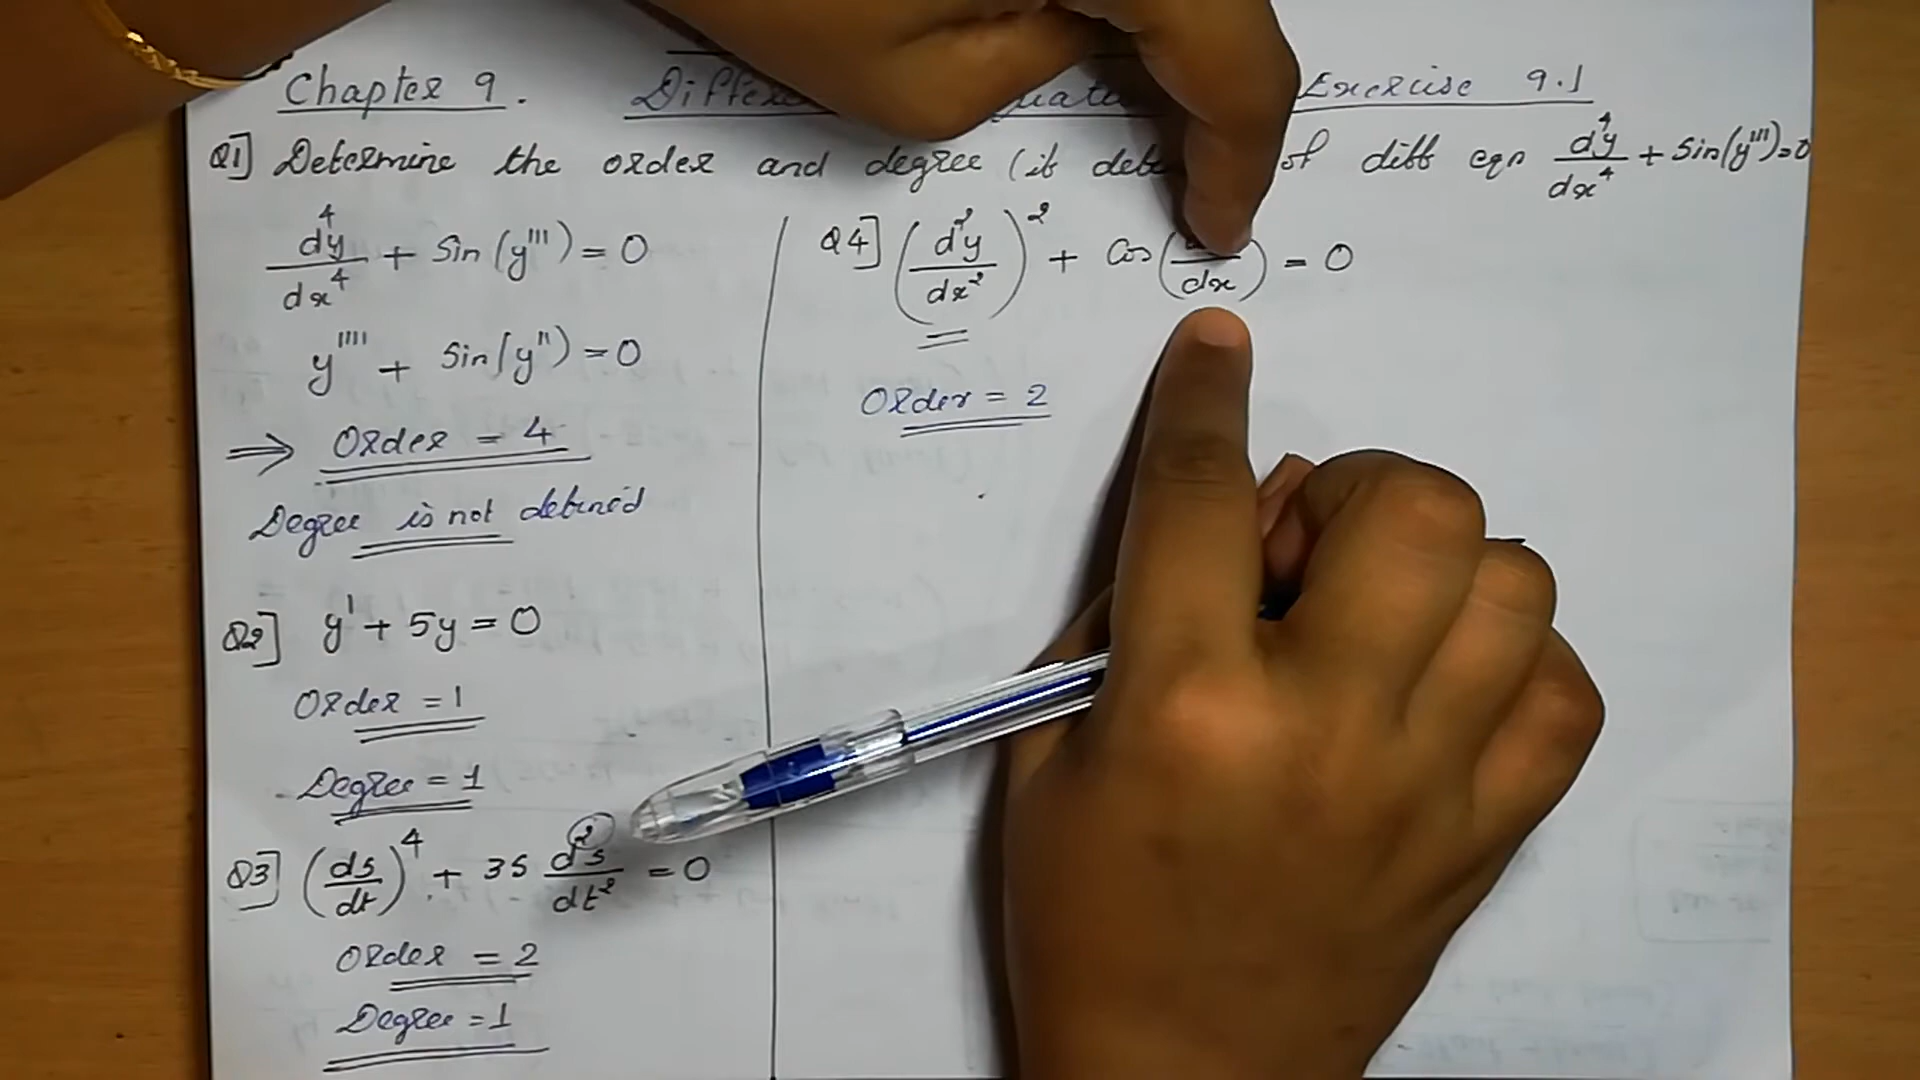 Chapter 9. Exercise 9.1
Q1] Determine the order and degree (if of diff eqn d⁴y/dx⁴ + Sin(y''')=0
d⁴y/dx⁴ + Sin(y''') = 0
y'''' + Sin(y'') = 0
⇒ Order = 4
Degree is not defined
Q2] y' + 5y = 0
Order = 1
Degree = 1
Q3] (ds/dt)⁴ + 3s d²s/dt² = 0
Order = 2
Degree = 1
Q4] (d²y/dx²)² + Cos( /dx) = 0
Order = 2